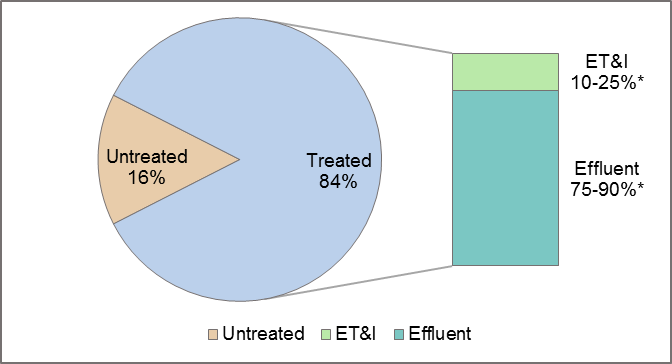 Untreated
16%
Treated
84%
ET&I
10-25%*
Effluent
75-90%*
Untreated ET&I Effluent